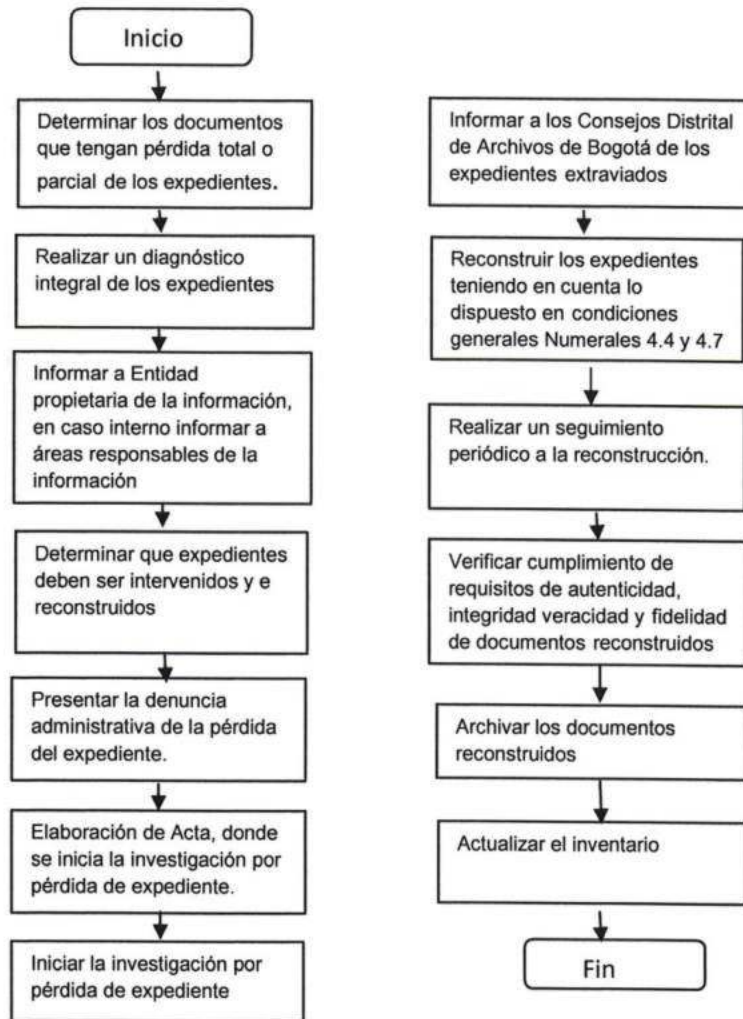 Inicio
Determinar los documentos
que tengan pérdida total o
parcial de los expedientes.
Realizar un diagnóstico
integral de los expedientes
Informar a Entidad
propietaria de la información,
en caso interno informar a
áreas responsables de la
información
Determinar que expedientes
deben ser intervenidos y e
reconstruidos
Presentar la denuncia
administrativa de la pérdida
del expediente.
Elaboración de Acta, donde
se inicia la investigación por
pérdida de expediente.
Iniciar la investigación por
pérdida de expediente
Informar a los Consejos Distrital
de Archivos de Bogotá de los
expedientes extraviados
Reconstruir los expedientes
teniendo en cuenta lo
dispuesto en condiciones
generales Numerales 4.4 y 4.7
Realizar un seguimiento
periódico a la reconstrucción.
Verificar cumplimiento de
requisitos de autenticidad,
integridad veracidad y fidelidad
de documentos reconstruidos
Archivar los documentos
reconstruidos
Actualizar el inventario
Fin